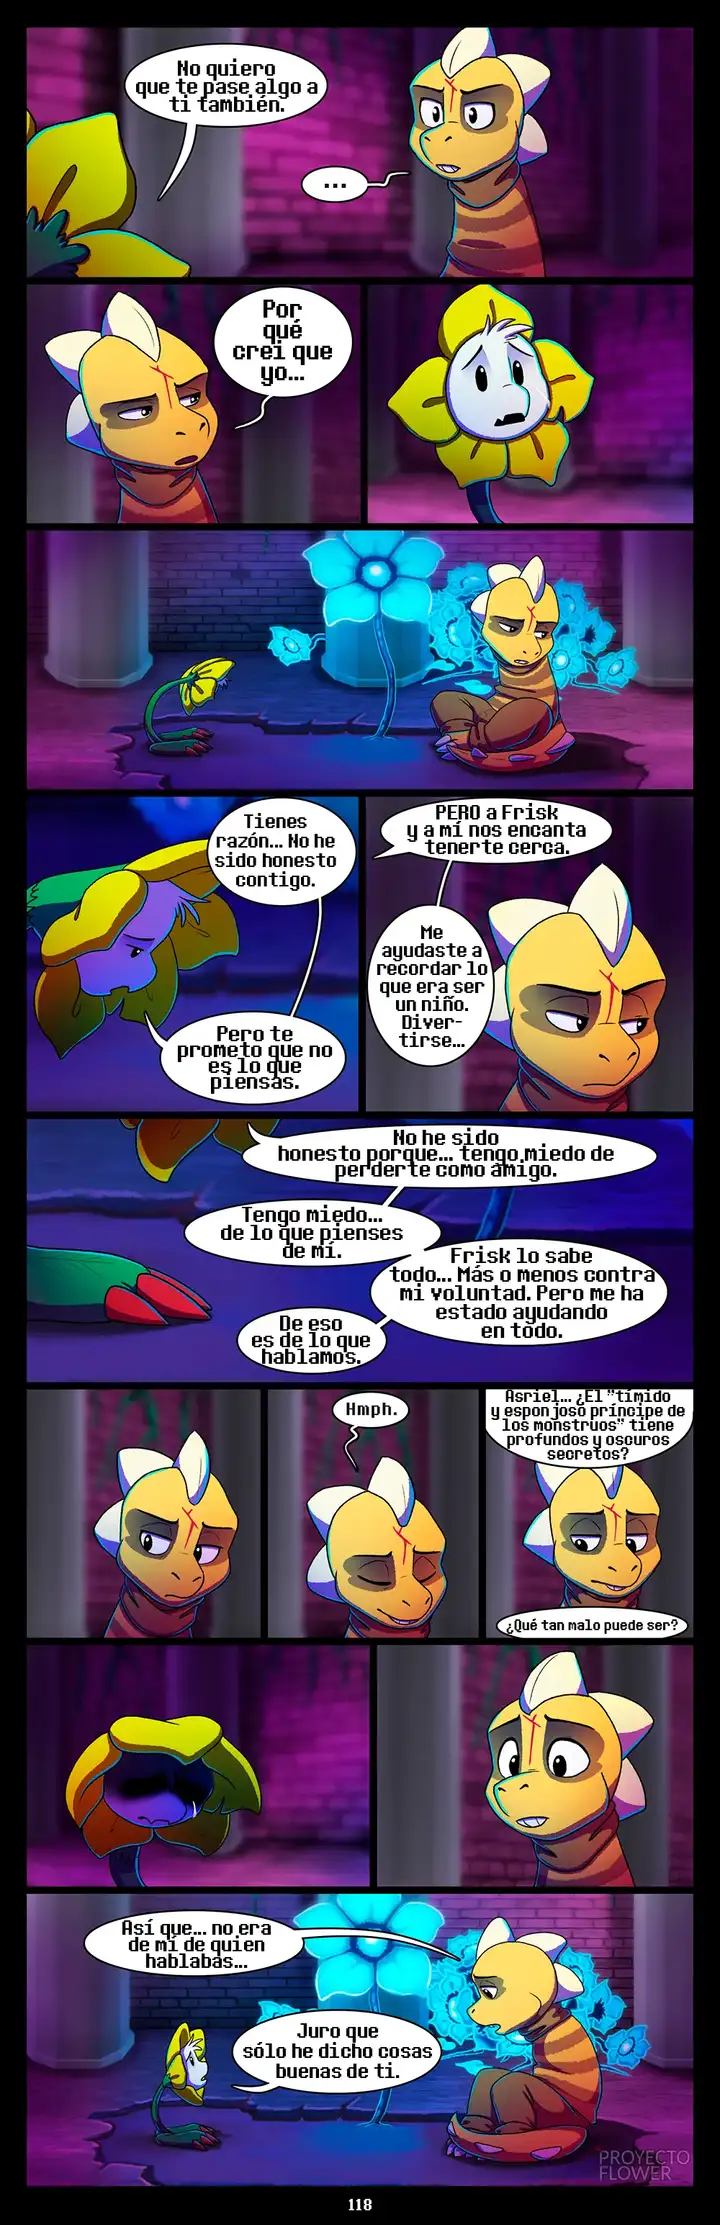 No quiero
que te pase algo a
ti también.
...
Por
qué
crei que
yo...
Tienes
razón... No he
sido honesto
contigo.
Pero te
prometo que no
es lo que
piensas.
PERO a Frisk
y a mí nos encanta
tenerte cerca.
Me
ayudaste a
recordar lo
que era ser
un niño.
Diver-
tirse...
No he sido
honesto porque... tengo miedo de
perderte como amigo.
Tengo miedo...
de lo que pienses
de mí.
Frisk lo sabe
todo... Más o menos contra
mi voluntad. Pero me ha
estado ayudando
en todo.
De eso
es de lo que
hablamos.
Hmph.
Asriel... ¿El "tímido
y esponjoso príncipe de
los monstruos" tiene
profundos y oscuros
secretos?
¿Qué tan malo puede ser?
Así que... no era
de mí de quien
hablabas...
Juro que
sólo he dicho cosas
buenas de ti.
PROYECTO
FLOWER
118